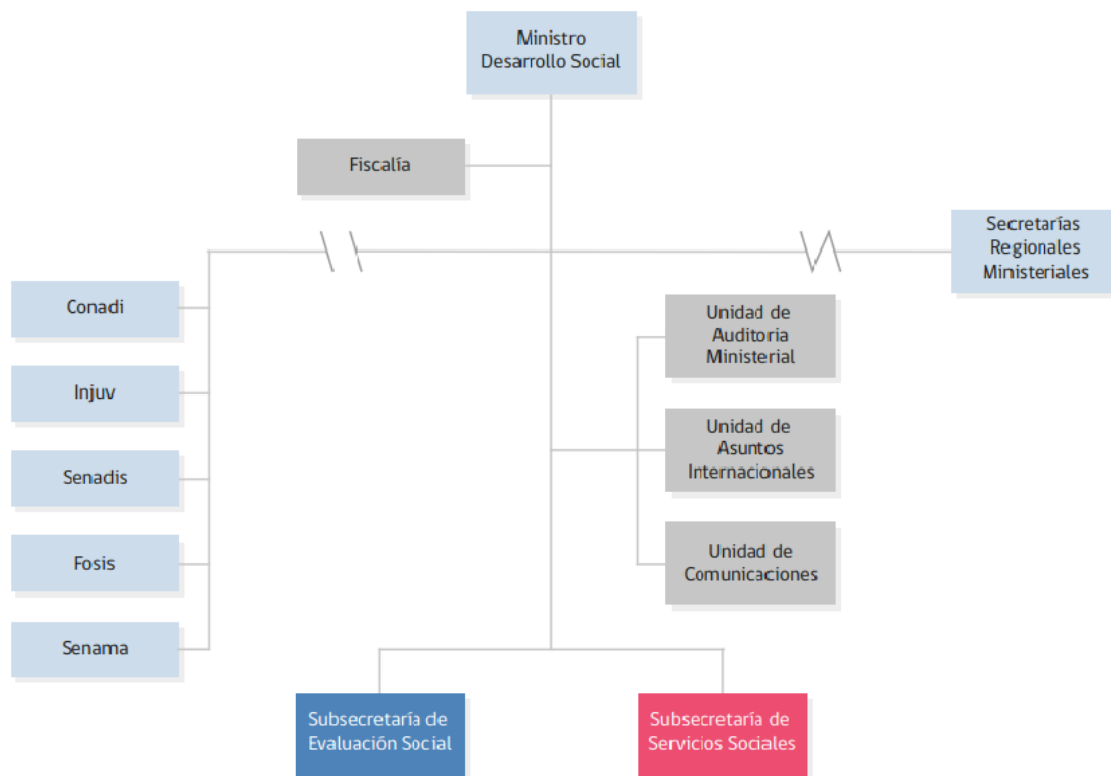 Ministro
Desarrollo Social
Fiscalía
Secretarías
Regionales
Ministeriales
Conadi
Injuv
Senadis
Fosis
Senama
Unidad de
Auditoria
Ministerial
Unidad de
Asuntos
Internacionales
Unidad de
Comunicaciones
Subsecretaría de
Evaluación Social
Subsecretaría de
Servicios Sociales